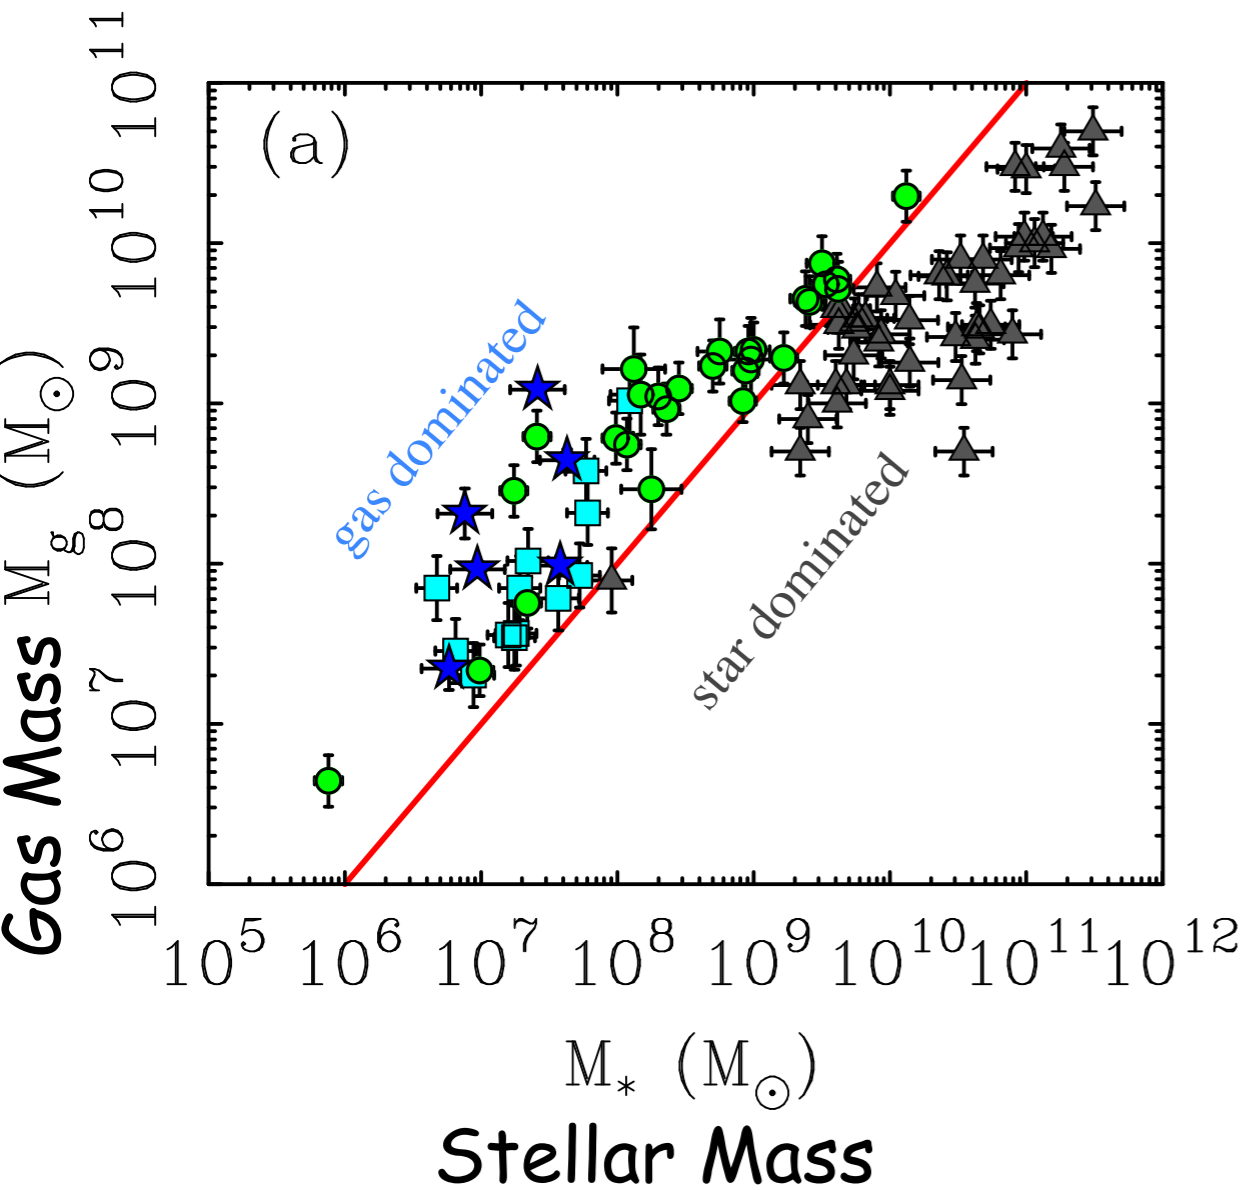 (a)
gas dominated
star dominated
Gas Mass M_g (M_⊙)
10^11
10^10
10^9
10^8
10^7
10^6
10^5 10^6 10^7 10^8 10^9 10^10 10^11 10^12
M_* (M_⊙)
Stellar Mass